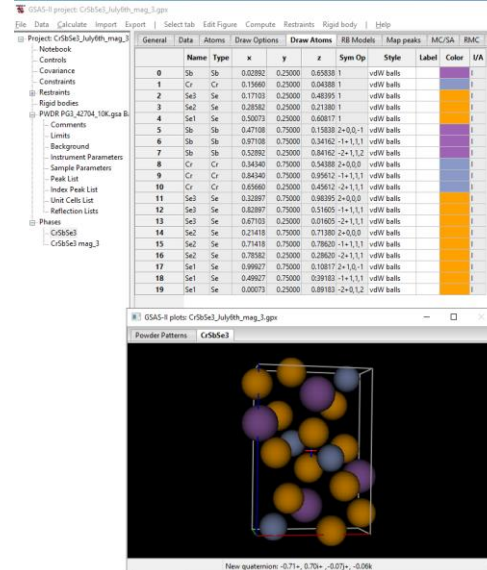 GSAS-II project: CrSbSe3_July6th_mag_3.gpx
File Data Calculate Import Export | Select tab Edit Figure Compute Restraints Rigid body | Help
Project: CrSbSe3_July6th_mag_3
Notebook
Controls
Covariance
Constraints
Restraints
Rigid bodies
PWDR PG3_42704_10K.gsa B
Comments
Limits
Background
Instrument Parameters
Sample Parameters
Peak List
Index Peak List
Unit Cells List
Reflection Lists
Phases
CrSbSe3
CrSbSe3 mag_3
General Data Atoms Draw Options Draw Atoms RB Models Map peaks MC/SA RMC
Name Type x y z Sym Op Style Label Color I/A
0 Sb Sb 0.02892 0.25000 0.65838 1 vdW balls I
1 Cr Cr 0.15660 0.25000 0.04388 1 vdW balls I
2 Se3 Se 0.17103 0.25000 0.48395 1 vdW balls I
3 Se2 Se 0.28582 0.25000 0.21380 1 vdW balls I
4 Se1 Se 0.50073 0.25000 0.60817 1 vdW balls I
5 Sb Sb 0.47108 0.75000 0.15838 2+0,0,-1 vdW balls I
6 Sb Sb 0.97108 0.75000 0.34162 -1+1,1,1 vdW balls I
7 Sb Sb 0.52892 0.25000 0.84162 -2+1,1,2 vdW balls I
8 Cr Cr 0.34340 0.75000 0.54388 2+0,0,0 vdW balls I
9 Cr Cr 0.84340 0.75000 0.95612 -1+1,1,1 vdW balls I
10 Cr Cr 0.65660 0.25000 0.45612 -2+1,1,1 vdW balls I
11 Se3 Se 0.32897 0.75000 0.98395 2+0,0,0 vdW balls I
12 Se3 Se 0.82897 0.75000 0.51605 -1+1,1,1 vdW balls I
13 Se3 Se 0.67103 0.25000 0.01605 -2+1,1,1 vdW balls I
14 Se2 Se 0.21418 0.75000 0.71380 2+0,0,0 vdW balls I
15 Se2 Se 0.71418 0.75000 0.78620 -1+1,1,1 vdW balls I
16 Se2 Se 0.78582 0.25000 0.28620 -2+1,1,1 vdW balls I
17 Se1 Se 0.99927 0.75000 0.10817 2+1,0,-1 vdW balls I
18 Se1 Se 0.49927 0.75000 0.39183 -1+1,1,1 vdW balls I
19 Se1 Se 0.00073 0.25000 0.89183 -2+0,1,2 vdW balls I
GSAS-II plots: CrSbSe3_July6th_mag_3.gpx
Powder Patterns CrSbSe3
New quaternion: -0.71+, 0.70i+ ,-0.07j+ ,-0.06k